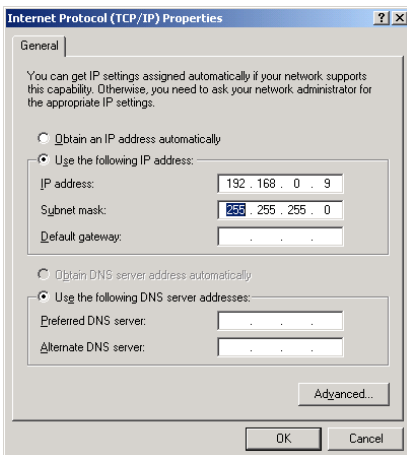 Internet Protocol (TCP/IP) Properties
General
You can get IP settings assigned automatically if your network supports
this capability. Otherwise, you need to ask your network administrator for
the appropriate IP settings.
Obtain an IP address automatically
Use the following IP address:
IP address: 192 . 168 . 0 . 9
Subnet mask: 255 . 255 . 255 . 0
Default gateway: . . .
Obtain DNS server address automatically
Use the following DNS server addresses:
Preferred DNS server: . . .
Alternate DNS server: . . .
Advanced...
OK Cancel